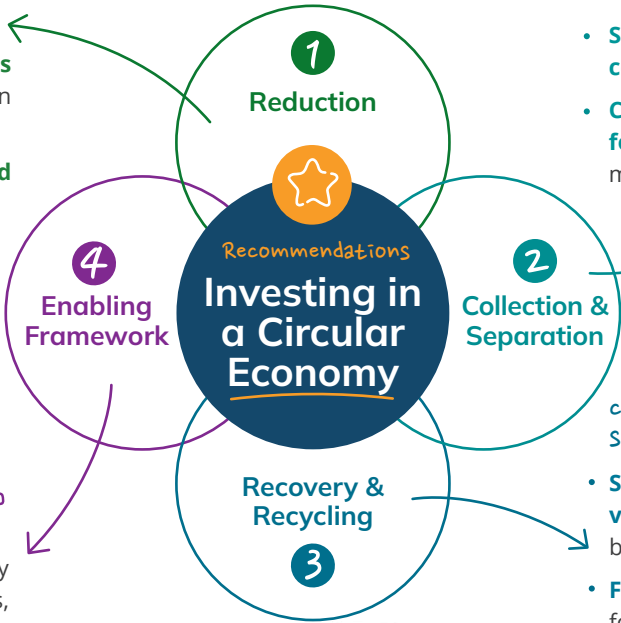 1
Reduction
Recommendations
Investing in
a Circular
Economy
2
Collection &
Separation
Recovery &
Recycling
3
4
Enabling
Framework